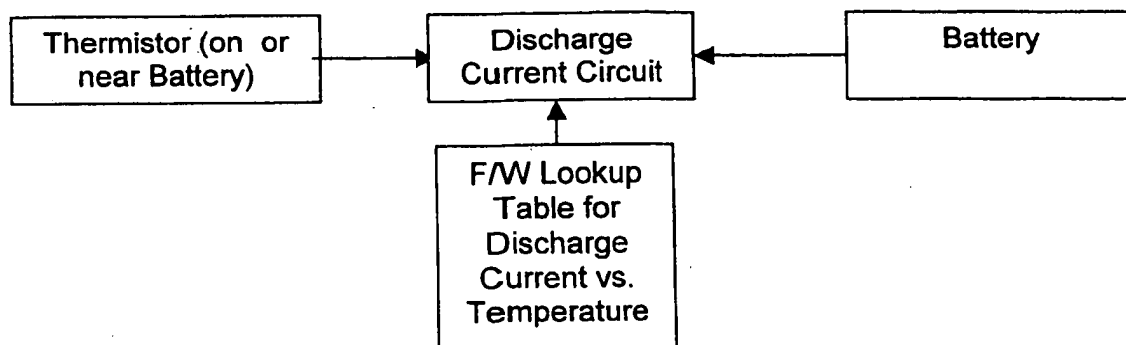 Thermistor (on or
near Battery)
Discharge
Current Circuit
Battery
F/W Lookup
Table for
Discharge
Current vs.
Temperature